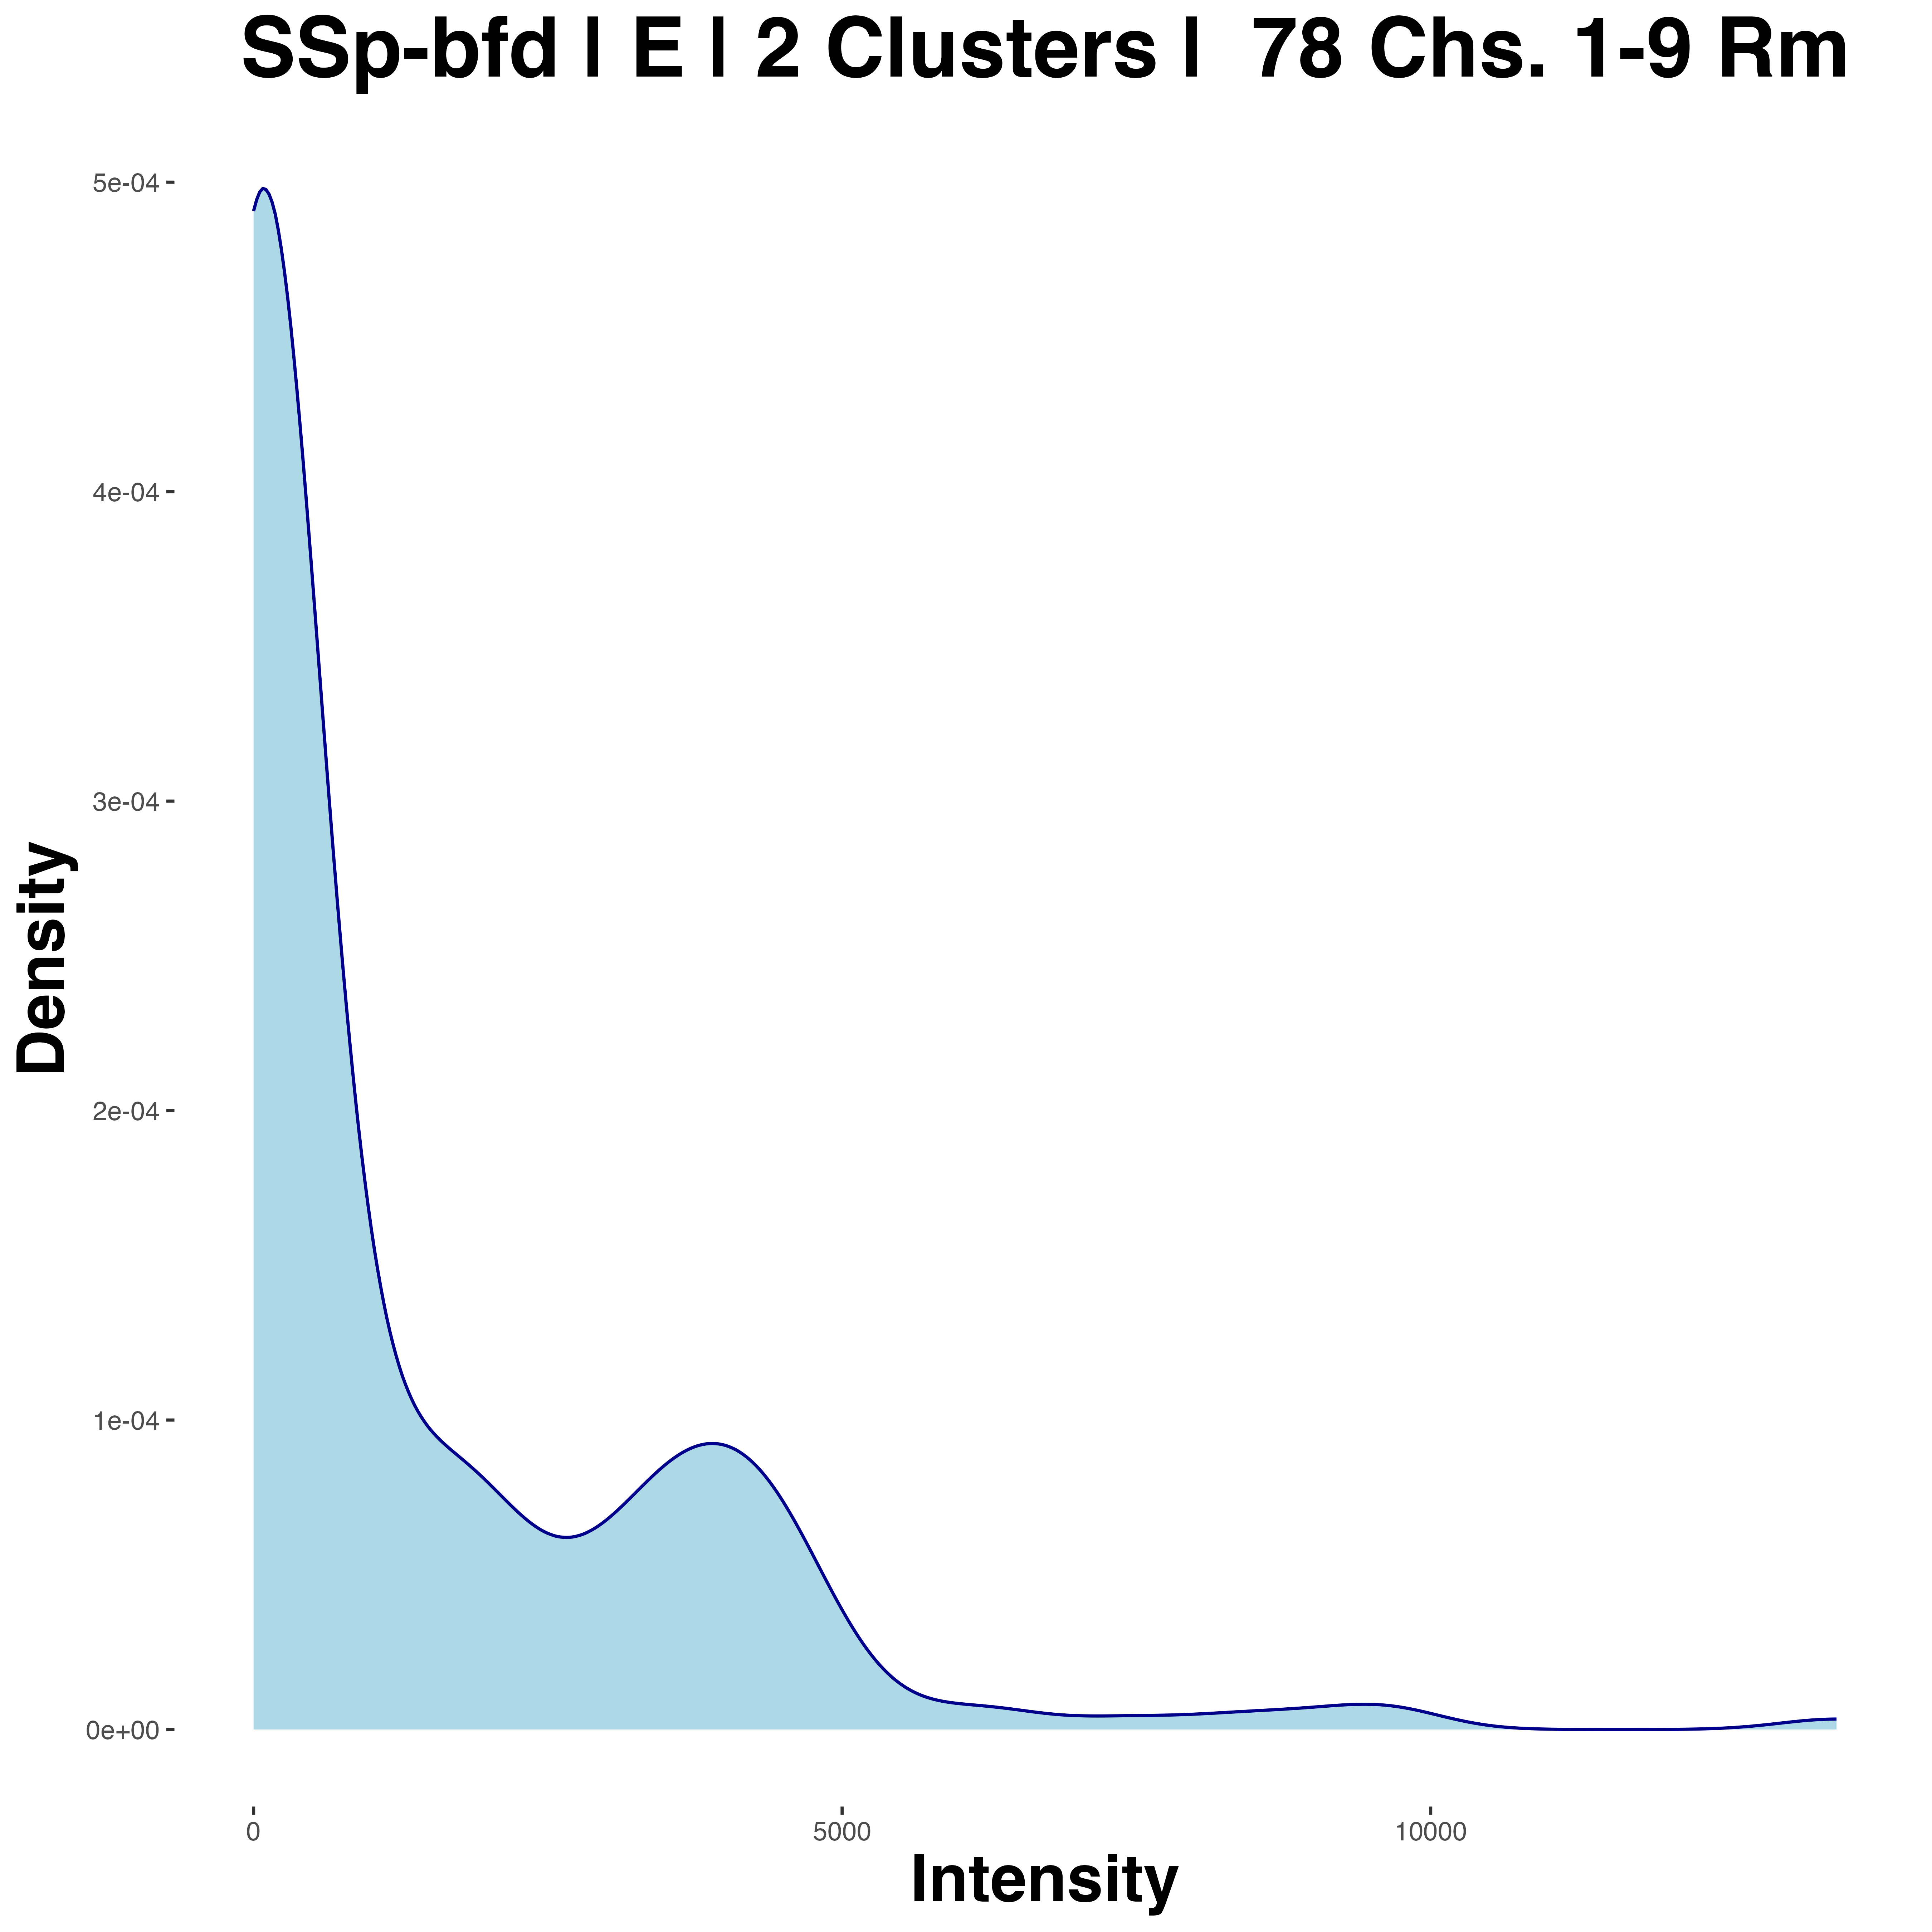 SSp-bfd | E | 2 Clusters |  78 Chs. 1-9 Rm
5e-04
4e-04
3e-04
2e-04
1e-04
0e+00
Density
0 5000 10000
Intensity